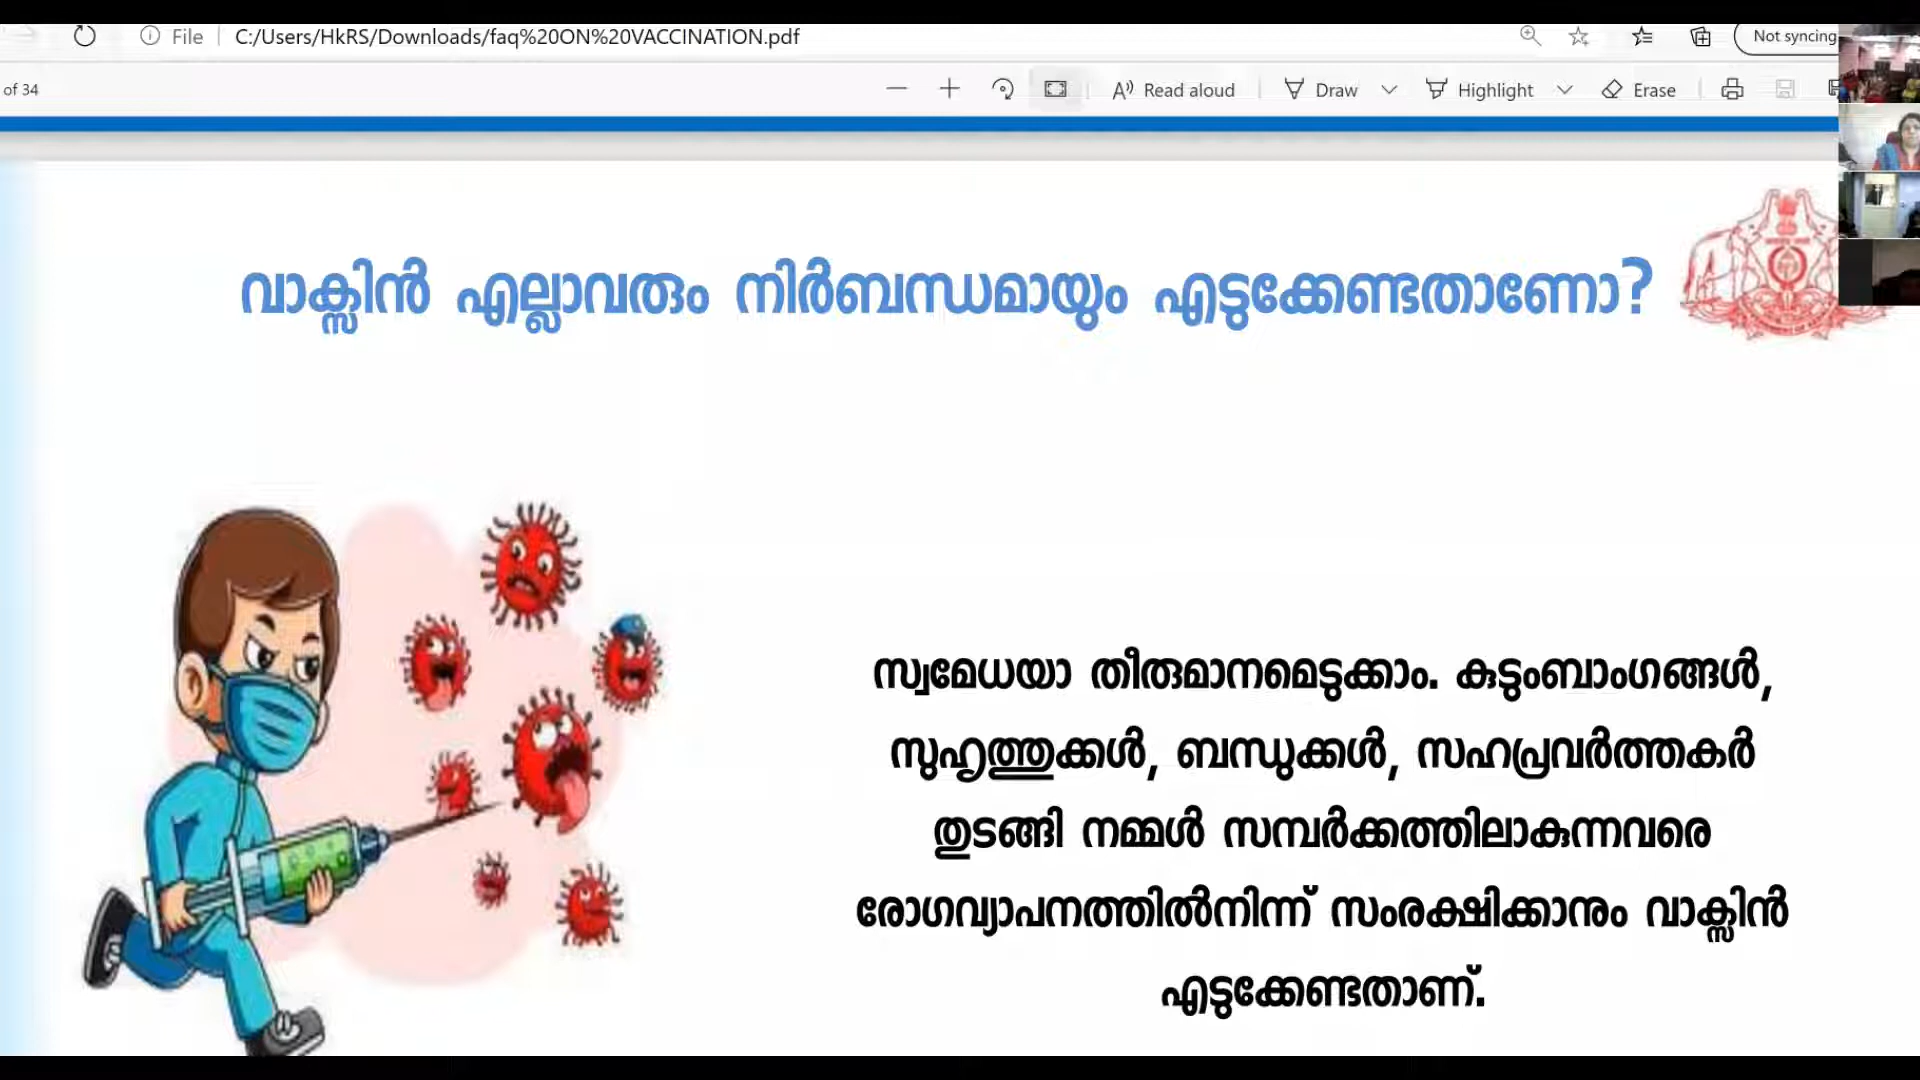 File
C:/Users/HkRS/Downloads/faq%20ON%20VACCINATION.pdf
Not syncing
of 34
Read aloud
Draw
Highlight
Erase
വാക്സിൻ എല്ലാവരും നിർബന്ധമായും എടുക്കേണ്ടതാണോ?
സ്വമേധയാ തീരുമാനമെടുക്കാം. കുടുംബാംഗങ്ങൾ,
സുഹൃത്തുക്കൾ, ബന്ധുക്കൾ, സഹപ്രവർത്തകർ
തുടങ്ങി നമ്മൾ സമ്പർക്കത്തിലാകുന്നവരെ
രോഗവ്യാപനത്തിൽനിന്ന് സംരക്ഷിക്കാനും വാക്സിൻ
എടുക്കേണ്ടതാണ്.